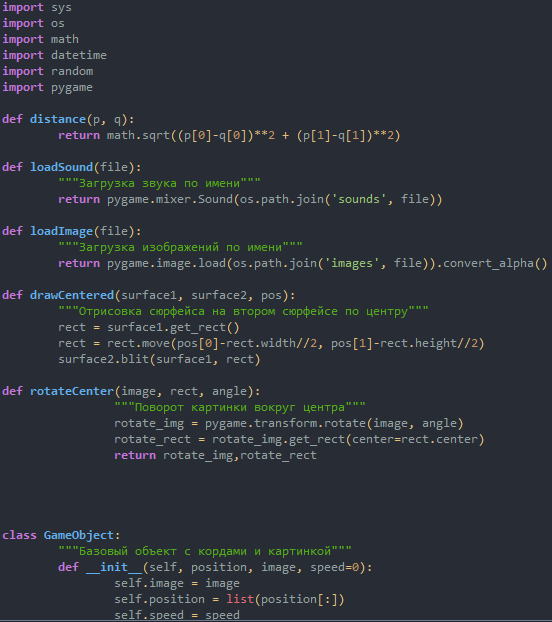 import sys
import os
import math
import datetime
import random
import pygame
def distance(p, q):
return math.sqrt((p[0]-q[0])**2 + (p[1]-q[1])**2)
def loadSound(file):
"""Загрузка звука по имени"""
return pygame.mixer.Sound(os.path.join('sounds', file))
def loadImage(file):
"""Загрузка изображений по имени"""
return pygame.image.load(os.path.join('images', file)).convert_alpha()
def drawCentered(surface1, surface2, pos):
"""Отрисовка сюрфейса на втором сюрфейсе по центру"""
rect = surface1.get_rect()
rect = rect.move(pos[0]-rect.width//2, pos[1]-rect.height//2)
surface2.blit(surface1, rect)
def rotateCenter(image, rect, angle):
"""Поворот картинки вокруг центра"""
rotate_img = pygame.transform.rotate(image, angle)
rotate_rect = rotate_img.get_rect(center=rect.center)
return rotate_img,rotate_rect
class GameObject:
"""Базовый объект с кордами и картинкой"""
def __init__(self, position, image, speed=0):
self.image = image
self.position = list(position[:])
self.speed = speed